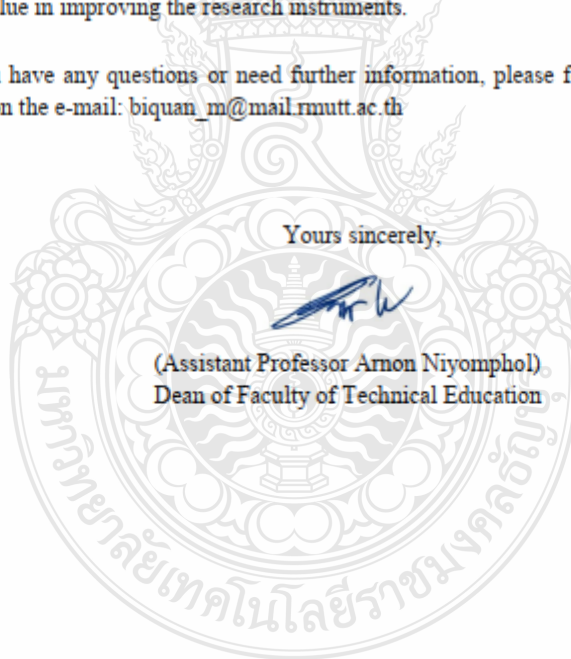 lue in improving the research instruments.
have any questions or need further information, please f
n the e-mail: biquan_m@mail.rmutt.ac.th
Yours sincerely,
(Assistant Professor Arnon Niyomphol)
Dean of Faculty of Technical Education
มหาวิทยาลัยเทคโนโลยีราชมงคลธัญบุรี